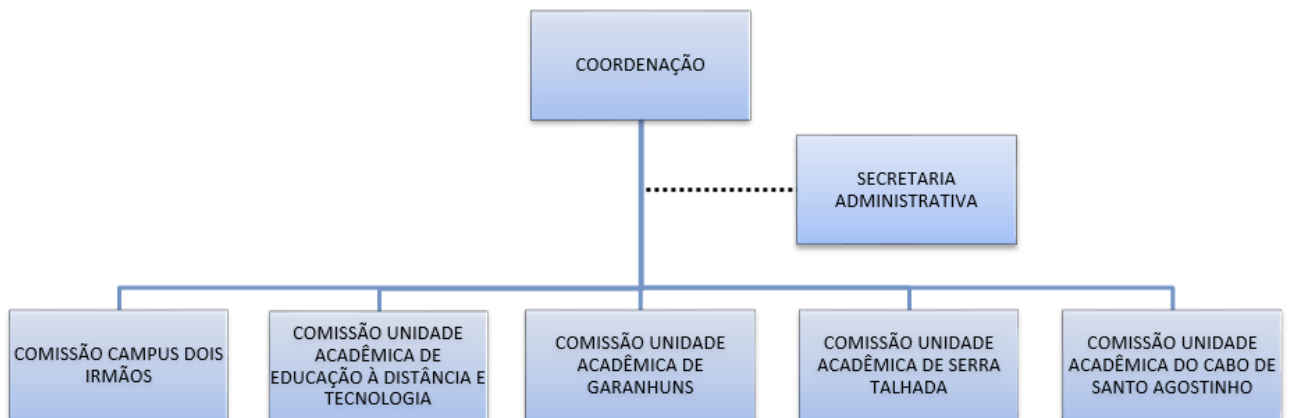 COORDENAÇÃO
SECRETARIA
ADMINISTRATIVA
COMISSÃO CAMPUS DOIS
IRMÃOS
COMISSÃO UNIDADE
ACADÊMICA DE
EDUCAÇÃO À DISTÂNCIA E
TECNOLOGIA
COMISSÃO UNIDADE
ACADÊMICA DE
GARANHUNS
COMISSÃO UNIDADE
ACADÊMICA DE SERRA
TALHADA
COMISSÃO UNIDADE
ACADÊMICA DO CABO DE
SANTO AGOSTINHO